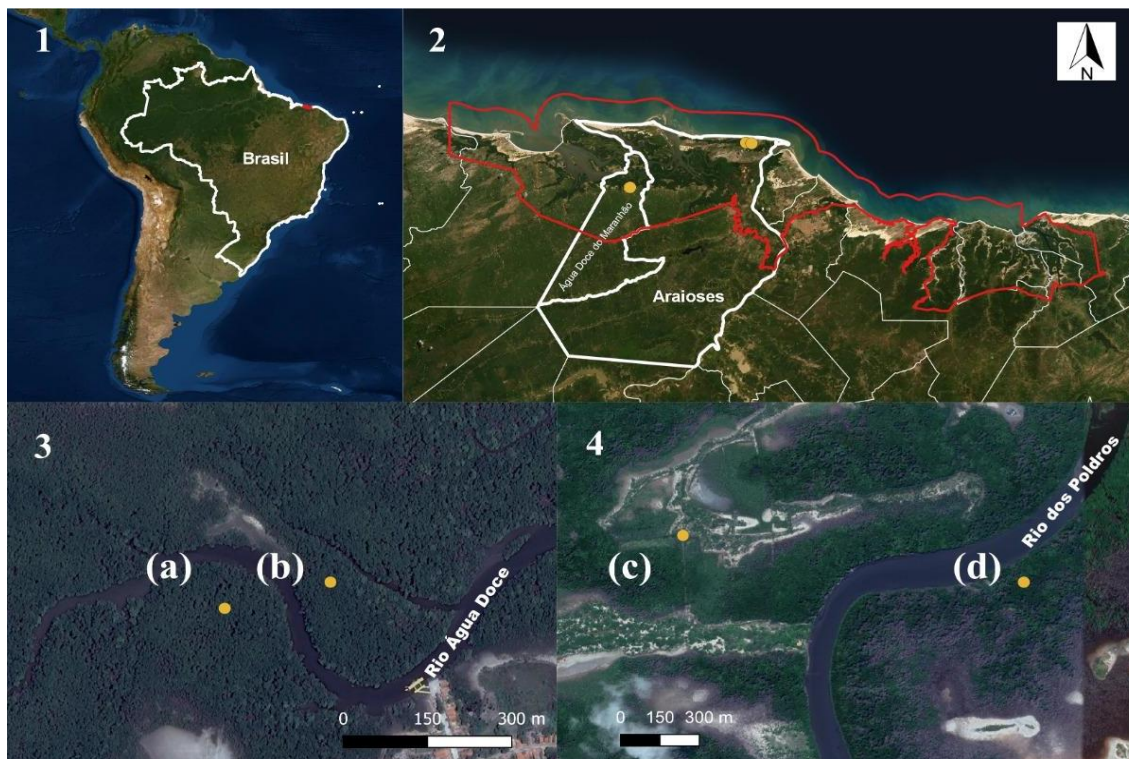 1
Brasil
2
N
Água Doce do Maranhão
Araioses
3
(a)
(b)
Rio Água Doce
0 150 300 m
4
(c)
(d)
Rio dos Poldros
0 150 300 m